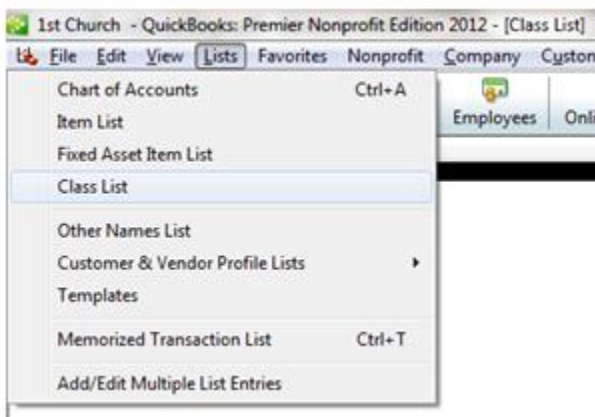 1st Church - QuickBooks: Premier Nonprofit Edition 2012 - [Class List]
File Edit View Lists Favorites Nonprofit Company
Chart of Accounts Ctrl+A
Employees
Item List
Fixed Asset Item List
Class List
Other Names List
Customer & Vendor Profile Lists
Templates
Memorized Transaction List Ctrl+T
Add/Edit Multiple List Entries